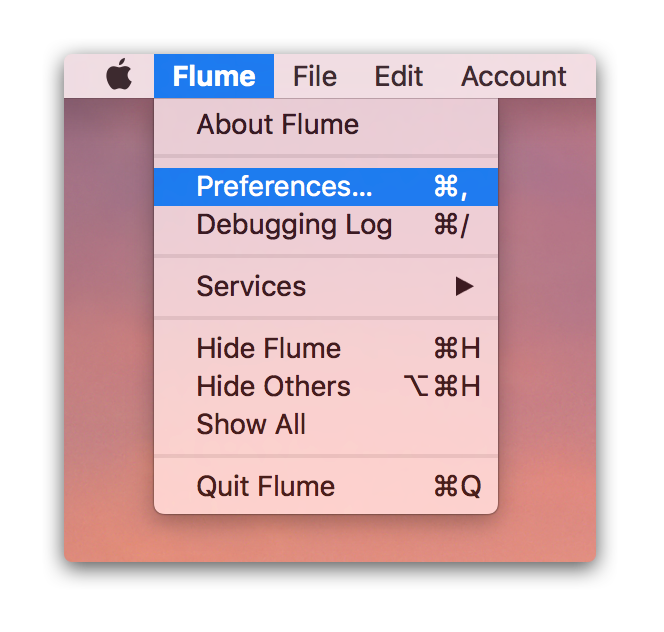 Flume File Edit Account
About Flume
Preferences... ⌘,
Debugging Log ⌘/
Services ▶
Hide Flume ⌘H
Hide Others ⌥⌘H
Show All
Quit Flume ⌘Q